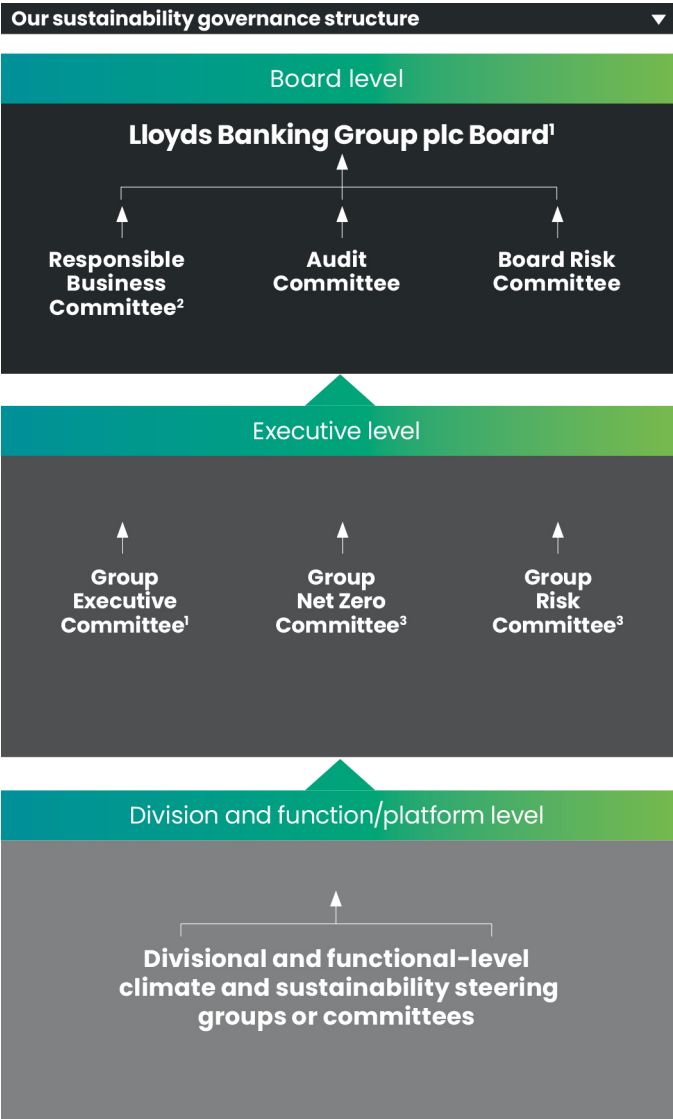 Our sustainability governance structure
Board level
Lloyds Banking Group plc Board¹
Responsible
Business
Committee²
Audit
Committee
Board Risk
Committee
Executive level
Group
Executive
Committee¹
Group
Net Zero
Committee³
Group
Risk
Committee³
Division and function/platform level
Divisional and functional-level
climate and sustainability steering
groups or committees